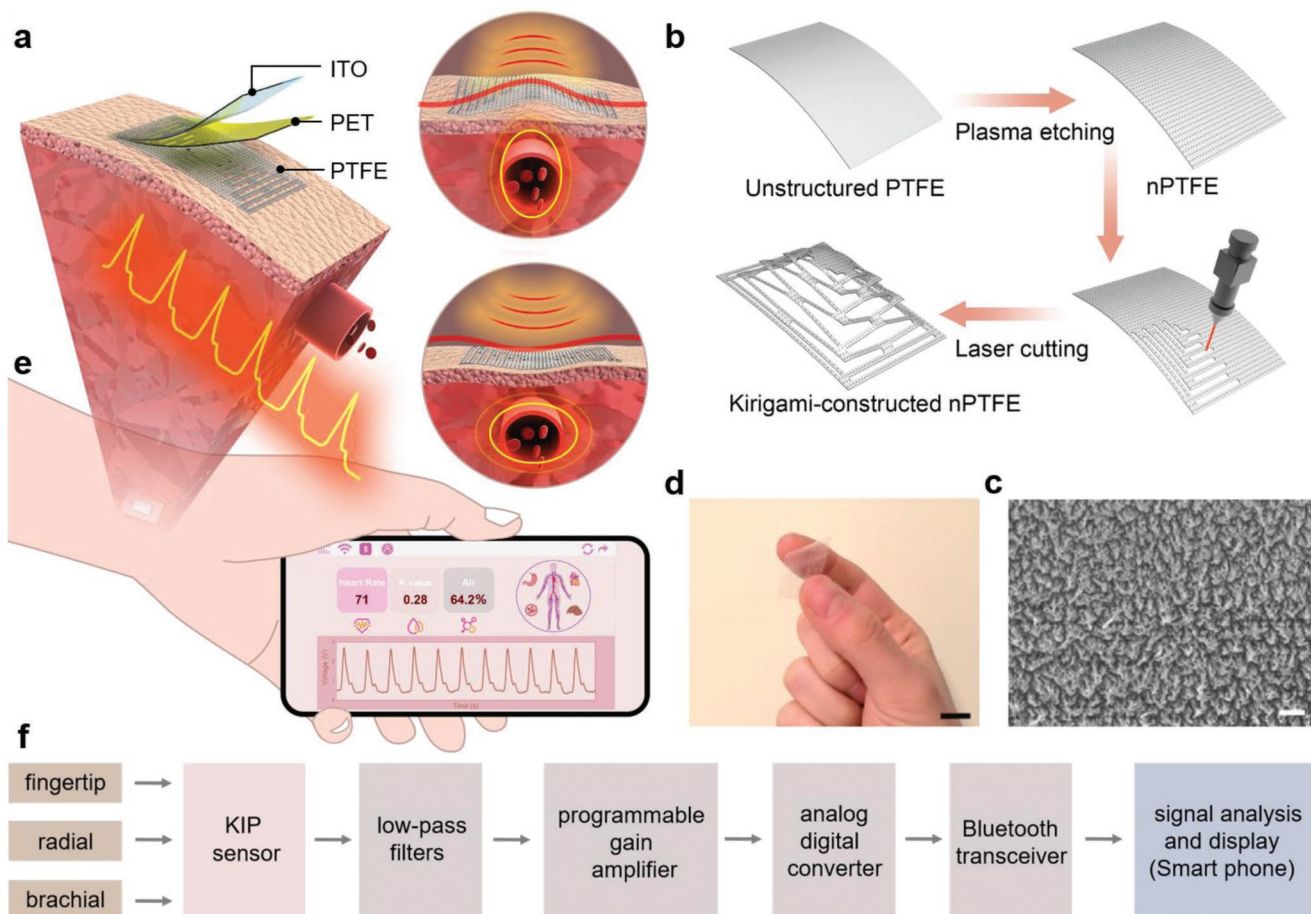 a
ITO
PET
PTFE
b
Unstructured PTFE
Plasma etching
nPTFE
Laser cutting
Kirigami-constructed nPTFE
e
Heart Rate
71
K value
0.28
AIr
64.2%
Voltage (V)
Time (s)
d
c
f
fingertip
radial
brachial
KIP
sensor
low-pass
filters
programmable
gain
amplifier
analog
digital
converter
Bluetooth
transceiver
signal analysis
and display
(Smart phone)